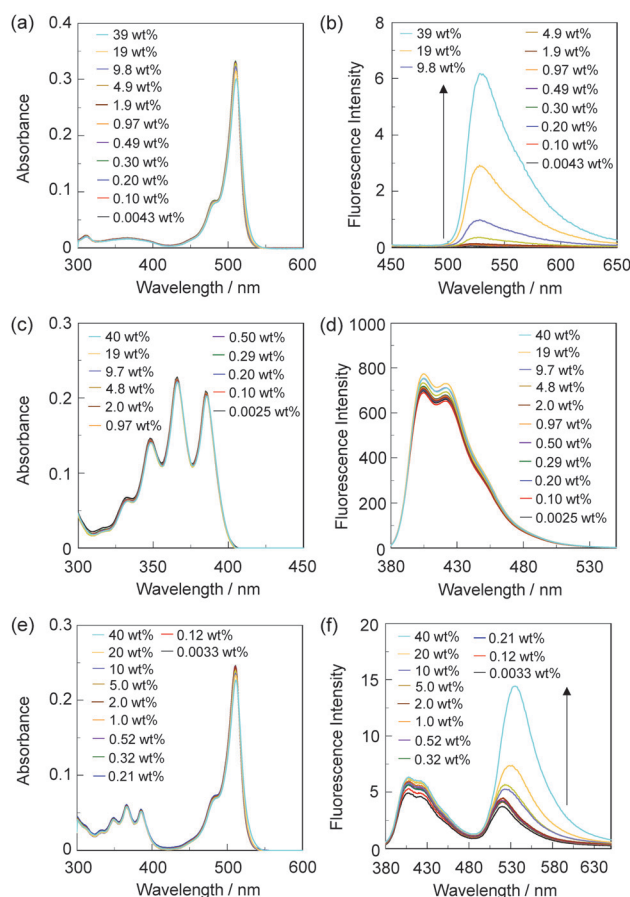 (a)
Absorbance
0.4
0.3
0.2
0.1
0
39 wt%
19 wt%
9.8 wt%
4.9 wt%
1.9 wt%
0.97 wt%
0.49 wt%
0.30 wt%
0.20 wt%
0.10 wt%
0.0043 wt%
300 400 500 600
Wavelength / nm
(b)
Fluorescence Intensity
8
6
4
2
0
39 wt%
19 wt%
9.8 wt%
4.9 wt%
1.9 wt%
0.97 wt%
0.49 wt%
0.30 wt%
0.20 wt%
0.10 wt%
0.0043 wt%
450 500 550 600 650
Wavelength / nm
(c)
Absorbance
0.3
0.2
0.1
0
40 wt%
19 wt%
9.7 wt%
4.8 wt%
2.0 wt%
0.97 wt%
0.50 wt%
0.29 wt%
0.20 wt%
0.10 wt%
0.0025 wt%
300 350 400 450
Wavelength / nm
(d)
Fluorescence Intensity
1000
800
600
400
200
0
40 wt%
19 wt%
9.7 wt%
4.8 wt%
2.0 wt%
0.97 wt%
0.50 wt%
0.29 wt%
0.20 wt%
0.10 wt%
0.0025 wt%
380 430 480 530
Wavelength / nm
(e)
Absorbance
0.3
0.2
0.1
0
40 wt%
20 wt%
10 wt%
5.0 wt%
2.0 wt%
1.0 wt%
0.52 wt%
0.32 wt%
0.21 wt%
0.12 wt%
0.0033 wt%
300 400 500 600
Wavelength / nm
(f)
Fluorescence Intensity
20
15
10
5
0
40 wt%
20 wt%
10 wt%
5.0 wt%
2.0 wt%
1.0 wt%
0.52 wt%
0.32 wt%
0.21 wt%
0.12 wt%
0.0033 wt%
380 430 480 530 580 630
Wavelength / nm